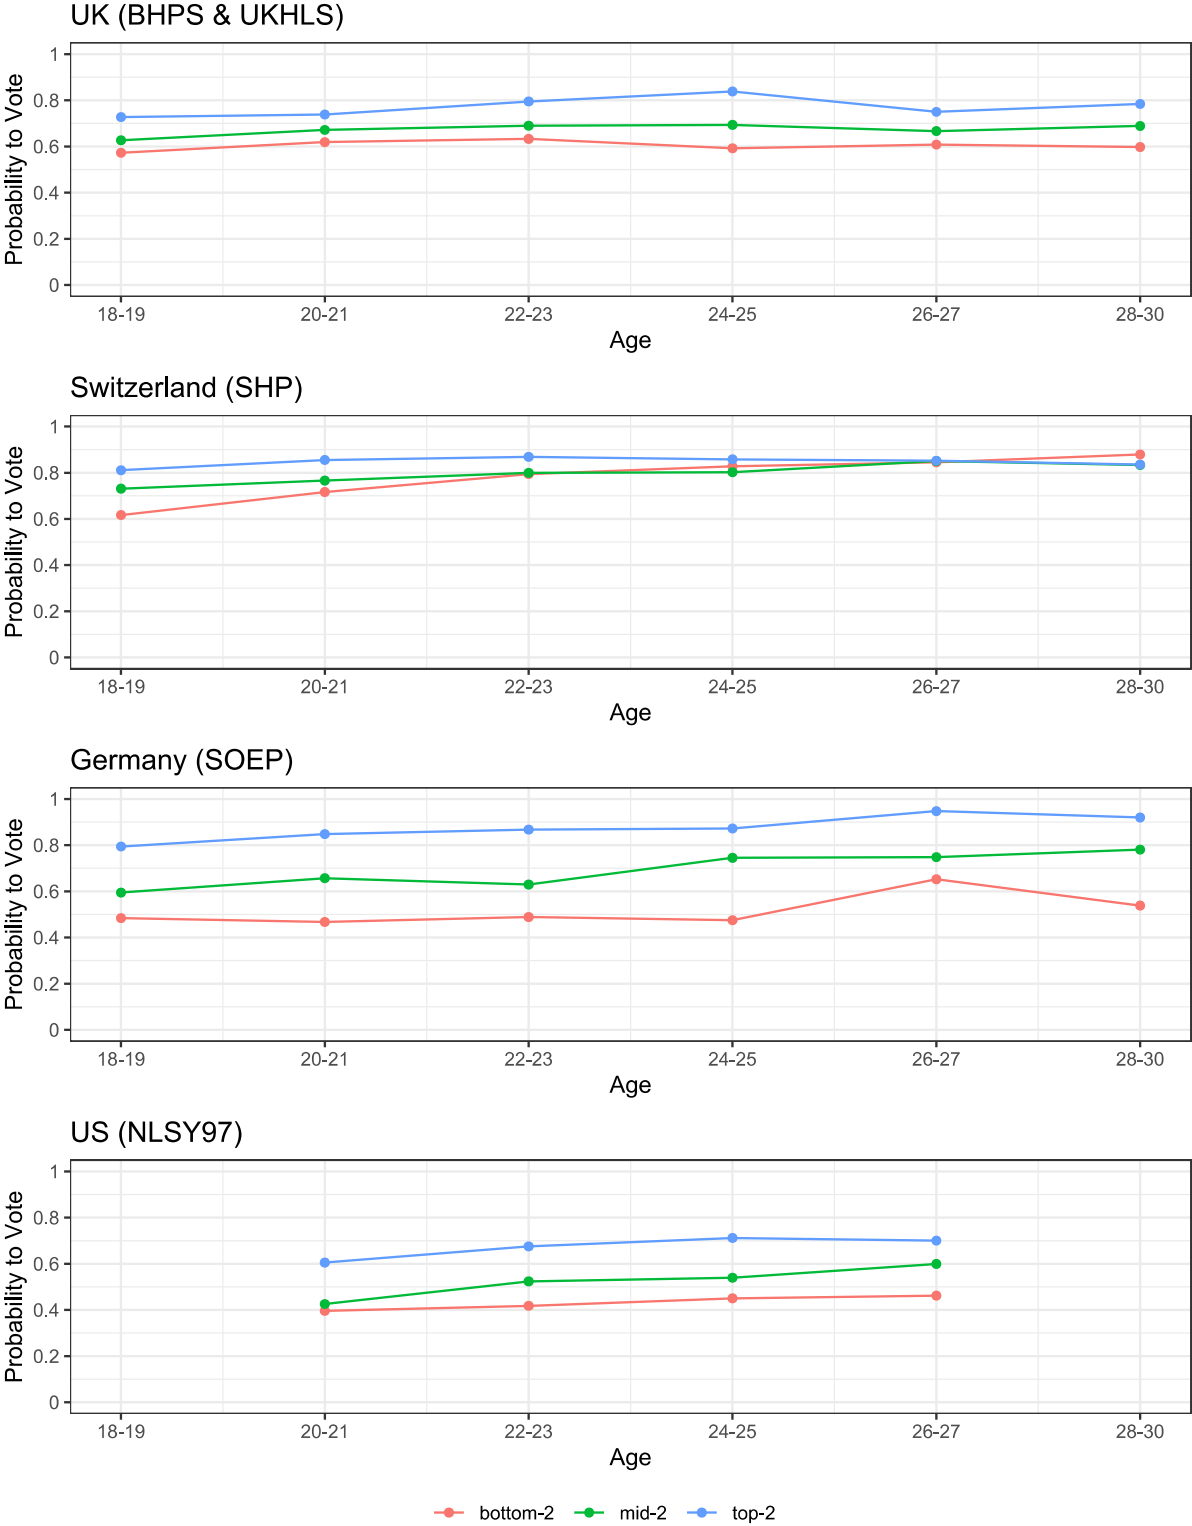 UK (BHPS & UKHLS)
Probability to Vote
1
0.8
0.6
0.4
0.2
0
18-19 20-21 22-23 24-25 26-27 28-30
Age
Switzerland (SHP)
Probability to Vote
1
0.8
0.6
0.4
0.2
0
18-19 20-21 22-23 24-25 26-27 28-30
Age
Germany (SOEP)
Probability to Vote
1
0.8
0.6
0.4
0.2
0
18-19 20-21 22-23 24-25 26-27 28-30
Age
US (NLSY97)
Probability to Vote
1
0.8
0.6
0.4
0.2
0
18-19 20-21 22-23 24-25 26-27 28-30
Age
bottom-2 mid-2 top-2